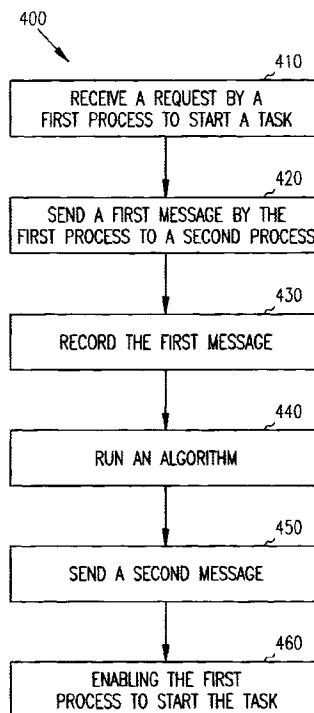 400
410
RECEIVE A REQUEST BY A
FIRST PROCESS TO START A TASK
420
SEND A FIRST MESSAGE BY THE
FIRST PROCESS TO A SECOND PROCESS
430
RECORD THE FIRST MESSAGE
440
RUN AN ALGORITHM
450
SEND A SECOND MESSAGE
460
ENABLING THE FIRST
PROCESS TO START THE TASK